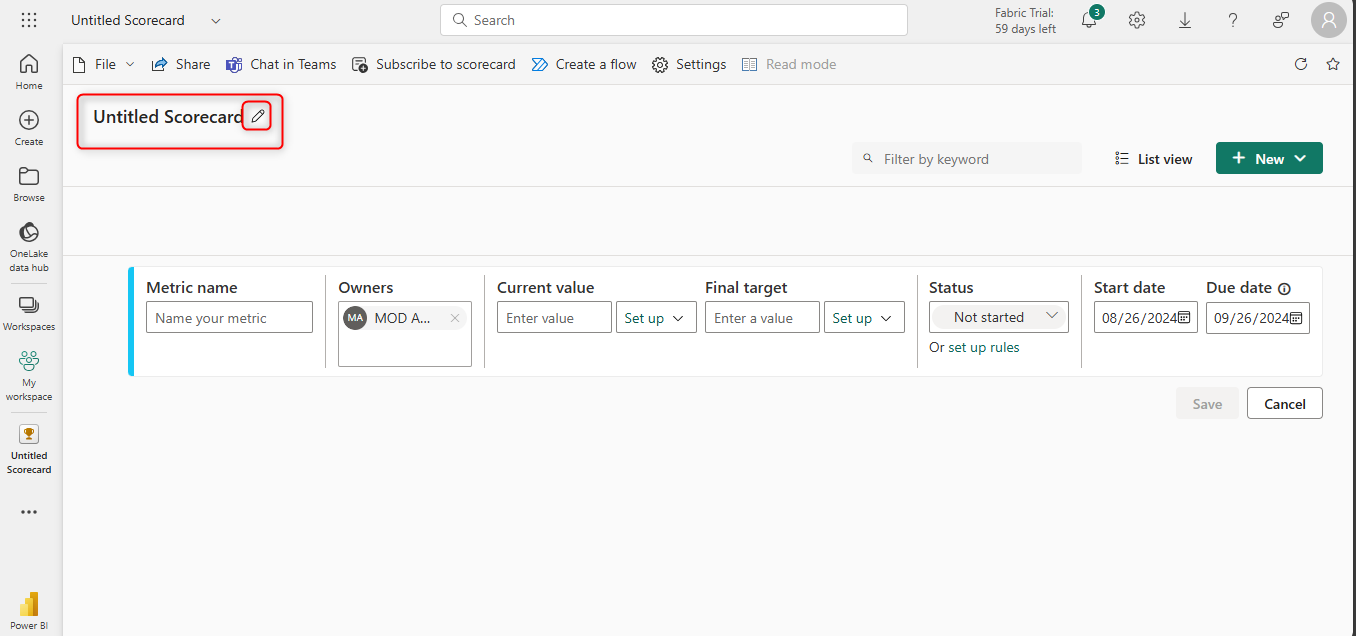 Untitled Scorecard
Search
Fabric Trial:
59 days left
3
Home
Create
Browse
OneLake
data hub
Workspaces
My
workspace
Untitled
Scorecard
Power BI
File
Share
Chat in Teams
Subscribe to scorecard
Create a flow
Settings
Read mode
Untitled Scorecard
Filter by keyword
List view
New
Metric name
Name your metric
Owners
MA MOD A...
Current value
Enter value
Set up
Final target
Enter a value
Set up
Status
Not started
Or set up rules
Start date
08/26/2024
Due date
09/26/2024
Save
Cancel